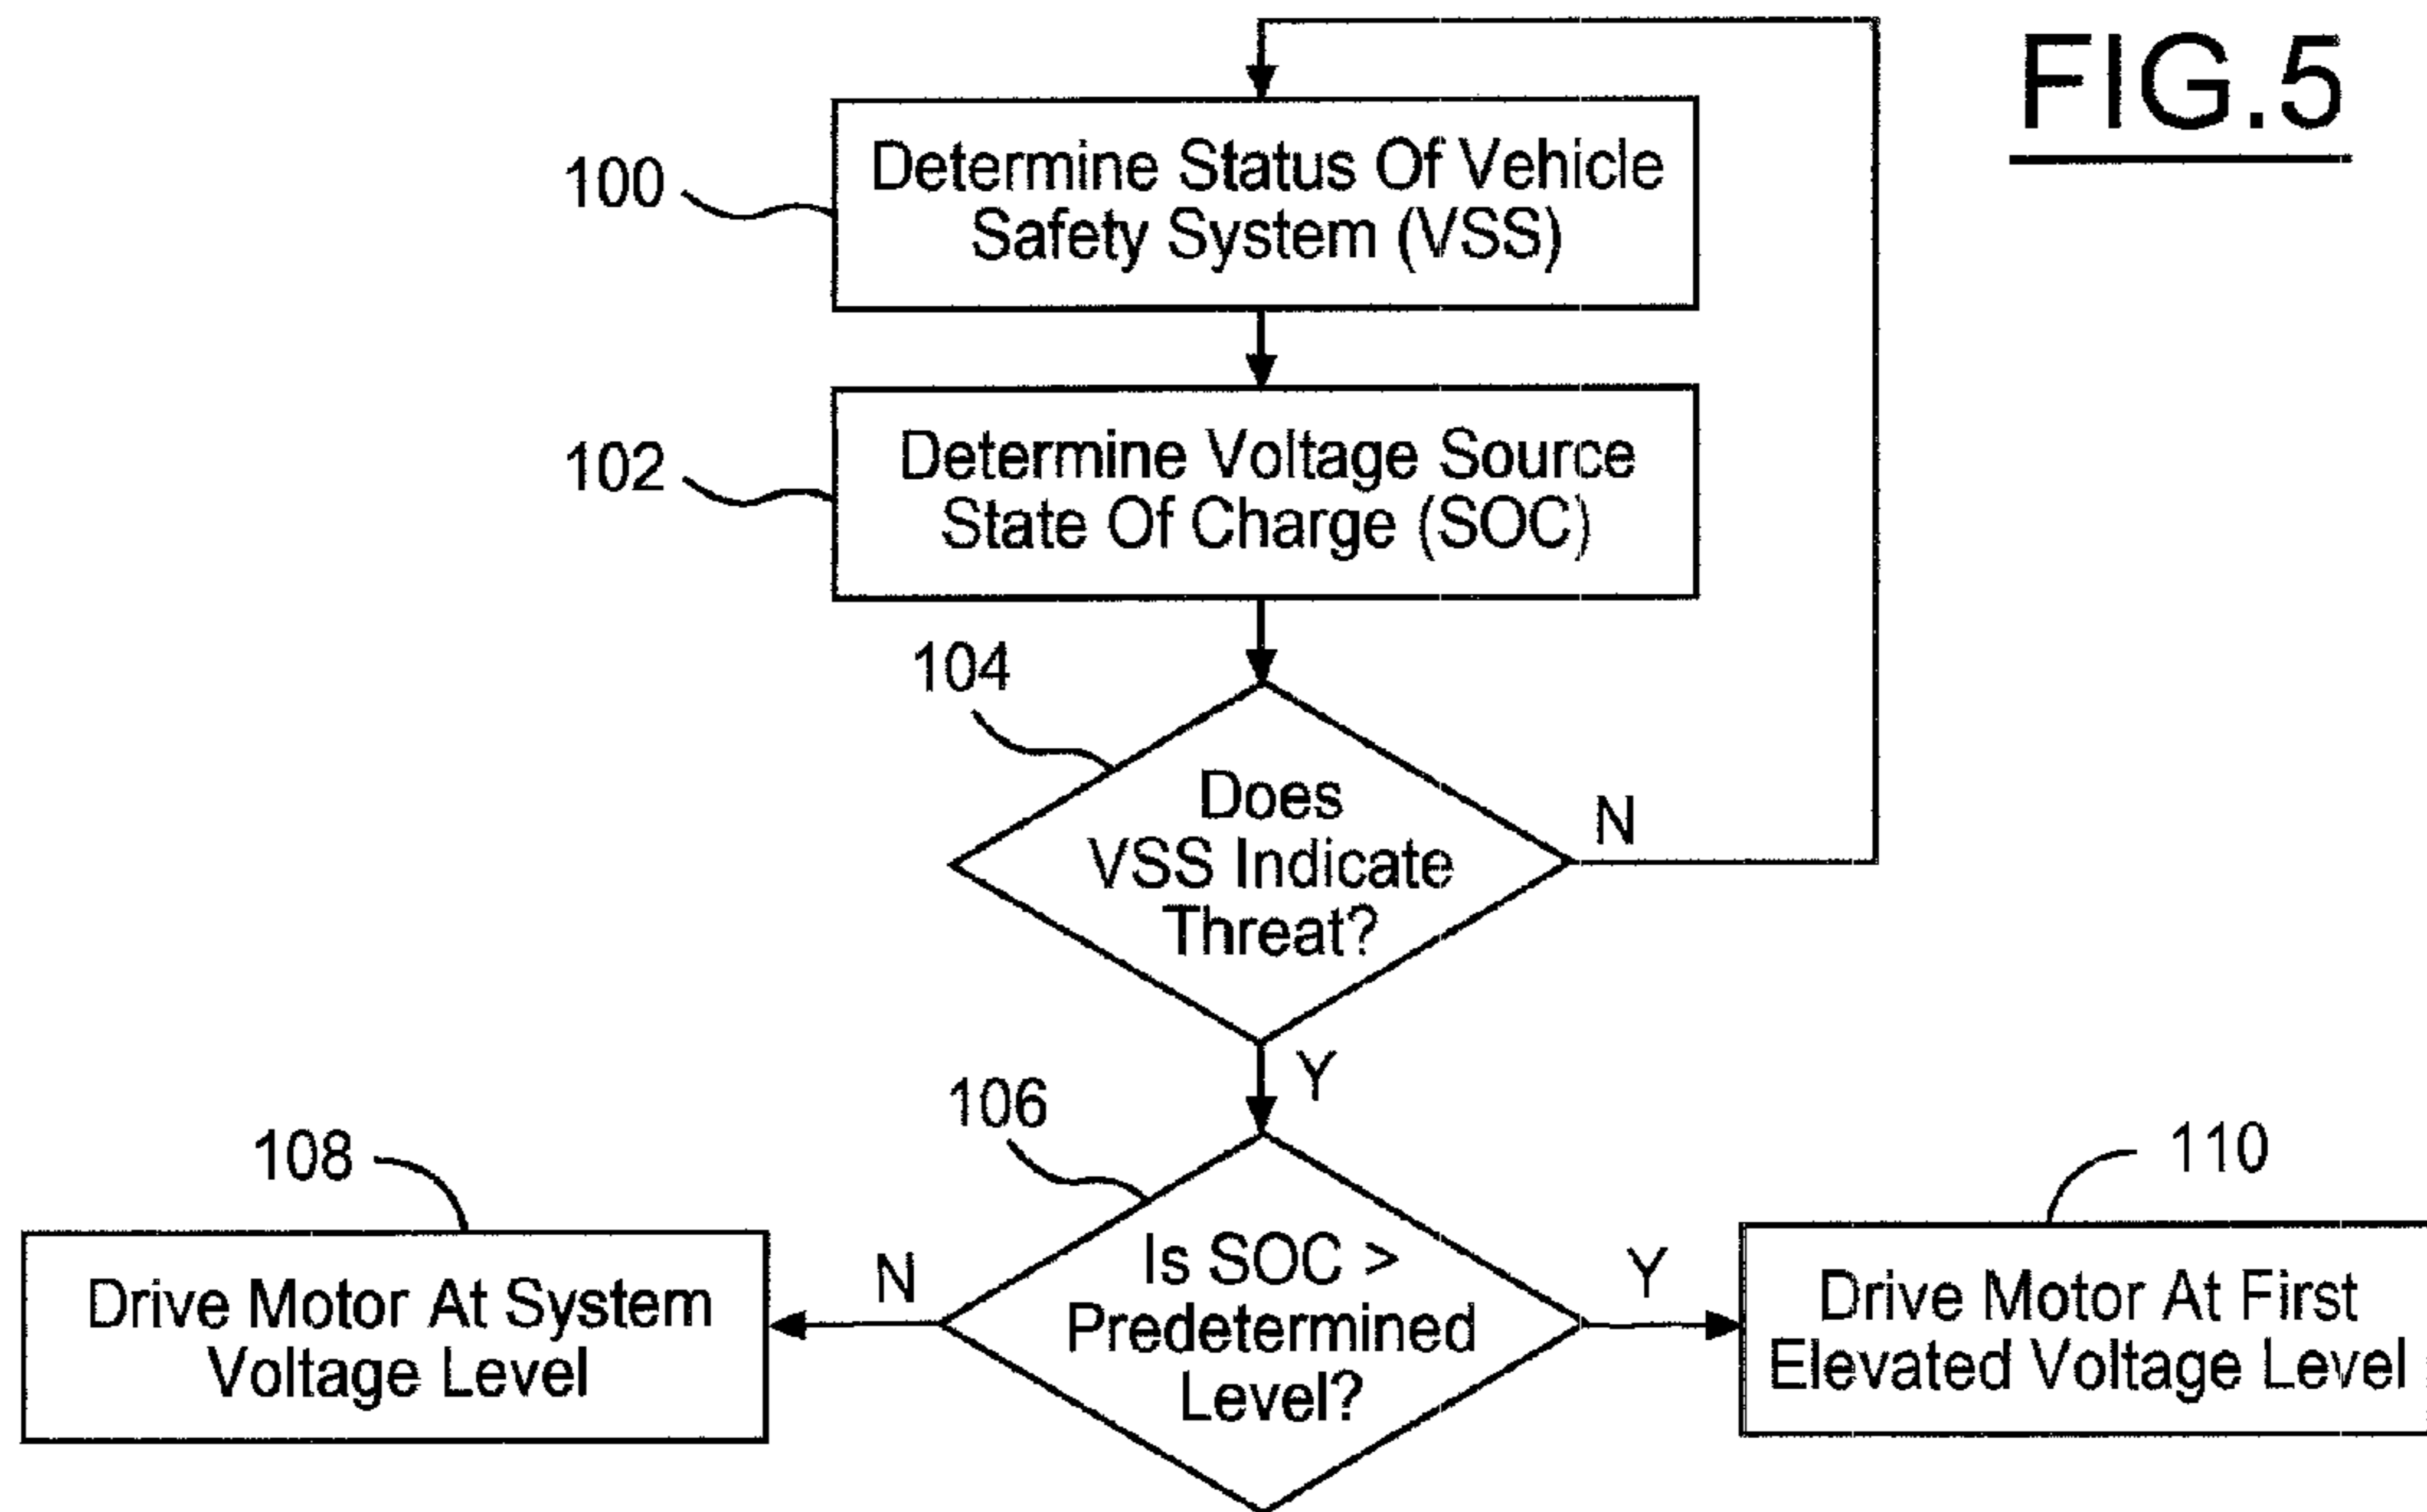 FIG.5
100
Determine Status Of Vehicle
Safety System (VSS)
102
Determine Voltage Source
State Of Charge (SOC)
104
Does
VSS Indicate
Threat?
N
Y
106
Is SOC >
Predetermined
Level?
N
Y
108
Drive Motor At System
Voltage Level
110
Drive Motor At First
Elevated Voltage Level